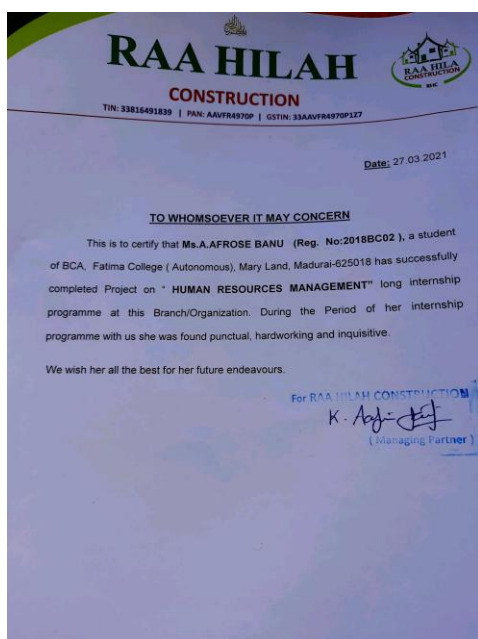 RAA HILAH
CONSTRUCTION
RAA HILA
CONSTRUCTION
RHC
TIN: 33816491839 | PAN: AAVFR4970P | GSTIN: 33AAVFR4970P1Z7
Date: 27.03.2021
TO WHOMSOEVER IT MAY CONCERN
This is to certify that Ms.A.AFROSE BANU (Reg. No:2018BC02 ), a student
of BCA, Fatima College ( Autonomous), Mary Land, Madurai-625018 has successfully
completed Project on " HUMAN RESOURCES MANAGEMENT" long internship
programme at this Branch/Organization. During the Period of her internship
programme with us she was found punctual, hardworking and inquisitive.
We wish her all the best for her future endeavours.
For RAA HILAH CONSTRUCTION
K.
( Managing Partner )